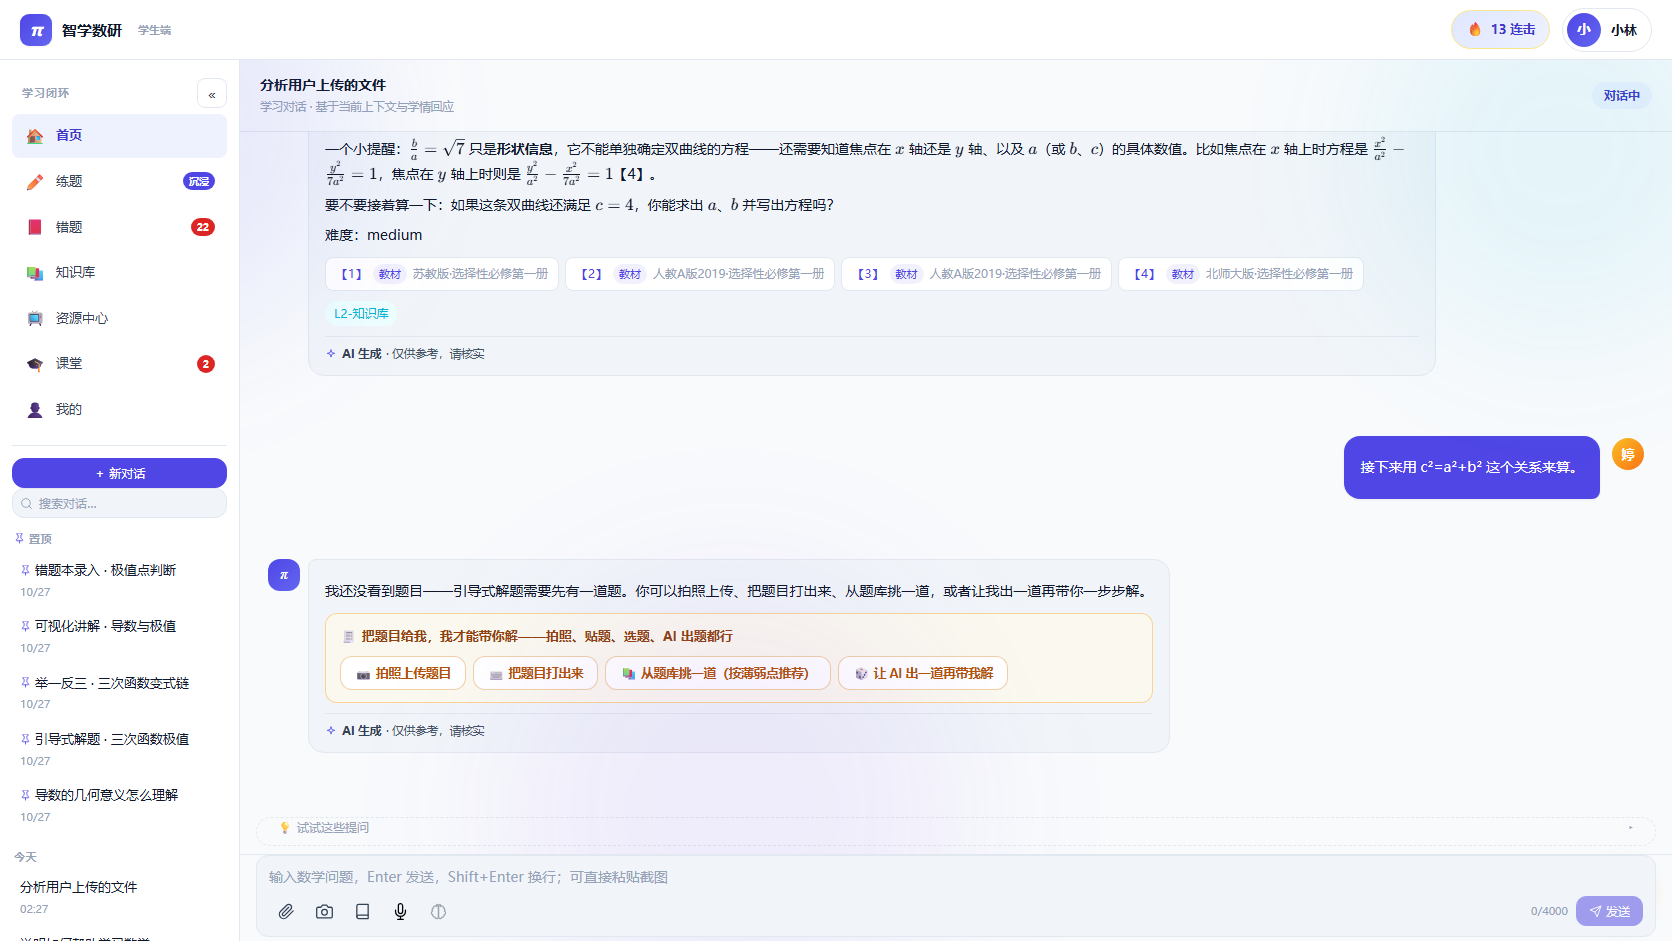 π 智学数研 学生端
🔥 13 连击
小 小林
学习闭环 «
首页
练题 沉浸
错题 22
知识库
资源中心
课堂 2
我的
+ 新对话
搜索对话...
置顶
错题本录入 · 极值点判断
10/27
可视化讲解 · 导数与极值
10/27
举一反三 · 三次函数变式链
10/27
引导式解题 · 三次函数极值
10/27
导数的几何意义怎么理解
10/27
今天
分析用户上传的文件
02:27
分析用户上传的文件
学习对话 · 基于当前上下文与学情回应
对话中
一个小提醒：b/a = √7 只是形状信息，它不能单独确定双曲线的方程——还需要知道焦点在 x 轴还是 y 轴、以及 a（或 b、c）的具体数值。比如焦点在 x 轴上时方程是 x²/a² −
y²/7a² = 1，焦点在 y 轴上时则是 y²/a² − x²/7a² = 1【4】。
要不要接着算一下：如果这条双曲线还满足 c = 4，你能求出 a、b 并写出方程吗？
难度：medium
【1】 教材 苏教版·选择性必修第一册
【2】 教材 人教A版2019·选择性必修第一册
【3】 教材 人教A版2019·选择性必修第一册
【4】 教材 北师大版·选择性必修第一册
L2-知识库
AI 生成 · 仅供参考，请核实
接下来用 c²=a²+b² 这个关系来算。
婷
π
我还没看到题目——引导式解题需要先有一道题。你可以拍照上传、把题目打出来、从题库挑一道，或者让我出一道再带你一步步解。
把题目给我，我才能带你解——拍照、贴题、选题、AI 出题都行
拍照上传题目
把题目打出来
从题库挑一道（按薄弱点推荐）
让 AI 出一道再带我解
AI 生成 · 仅供参考，请核实
试试这些提问
输入数学问题，Enter 发送，Shift+Enter 换行；可直接粘贴截图
0/4000
发送